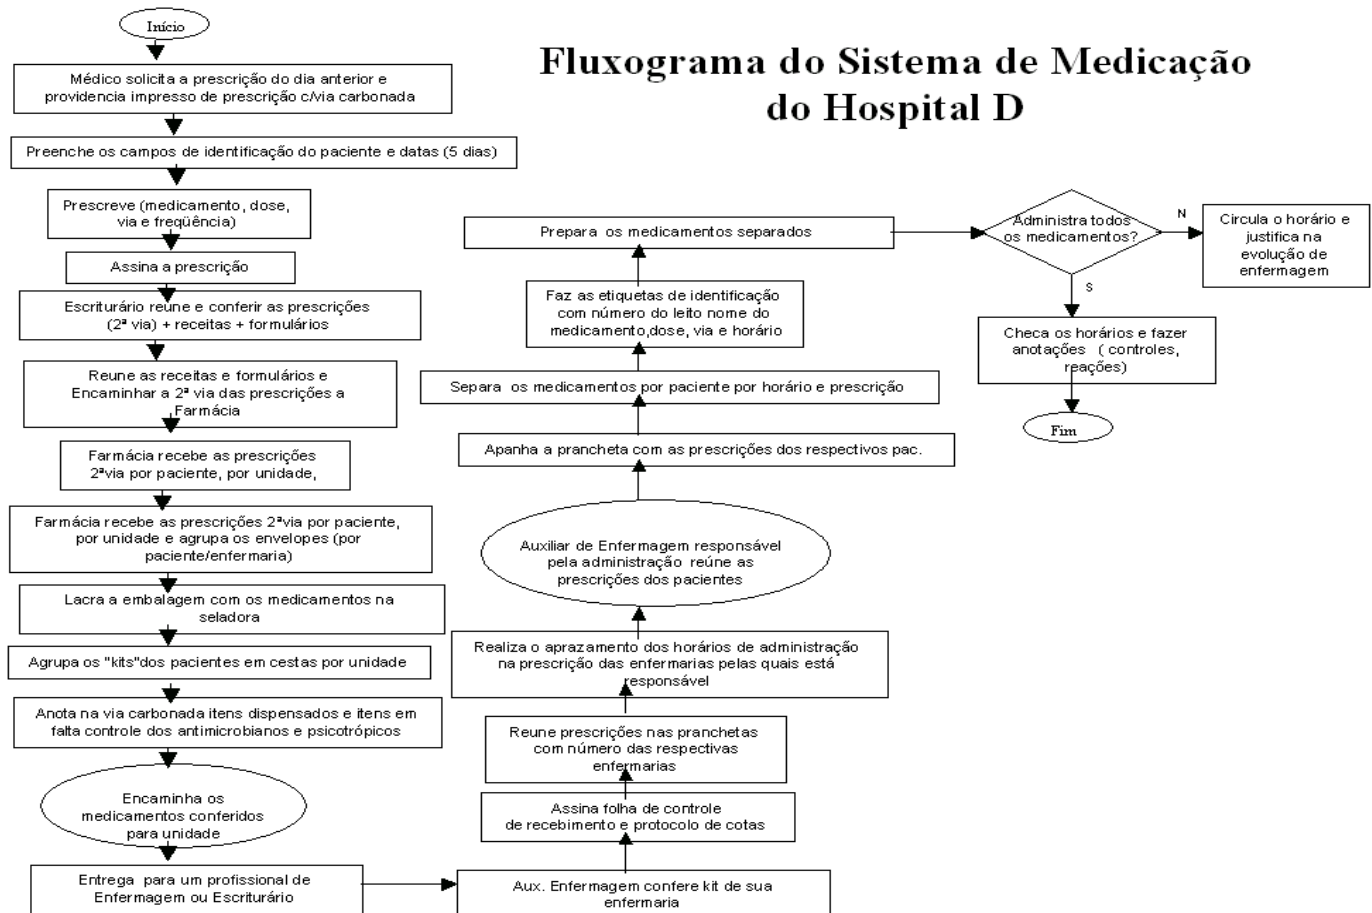 Fluxograma do Sistema de Medicação
do Hospital D
Início
Médico solicita a prescrição do dia anterior e
providencia impresso de prescrição c/via carbonada
Preenche os campos de identificação do paciente e datas (5 dias)
Prescreve (medicamento, dose,
via e freqüência)
Assina a prescrição
Escriturário reune e conferir as prescrições
(2ª via) + receitas + formulários
Reune as receitas e formulários e
Encaminhar a 2ª via das prescrições a
Farmácia
Farmácia recebe as prescrições
2ªvia por paciente, por unidade,
Farmácia recebe as prescrições 2ªvia por paciente,
por unidade e agrupa os envelopes (por
paciente/enfermaria)
Lacra a embalagem com os medicamentos na
seladora
Agrupa os "kits"dos pacientes em cestas por unidade
Anota na via carbonada itens dispensados e itens em
falta controle dos antimicrobianos e psicotrópicos
Encaminha os
medicamentos conferidos
para unidade
Entrega para um profissional de
Enfermagem ou Escriturário
Aux. Enfermagem confere kit de sua
enfermaria
Assina folha de controle
de recebimento e protocolo de cotas
Reune prescrições nas pranchetas
com número das respectivas
enfermarias
Realiza o aprazamento dos horários de administração
na prescrição das enfermarias pelas quais está
responsável
Auxiliar de Enfermagem responsável
pela administração reúne as
prescrições dos pacientes
Apanha a prancheta com as prescrições dos respectivos pac.
Separa os medicamentos por paciente por horário e prescrição
Faz as etiquetas de identificação
com número do leito nome do
medicamento,dose, via e horário
Prepara os medicamentos separados
Administra todos
os medicamentos?
N
Circula o horário e
justifica na
evolução de
enfermagem
S
Checa os horários e fazer
anotações ( controles,
reações)
Fim